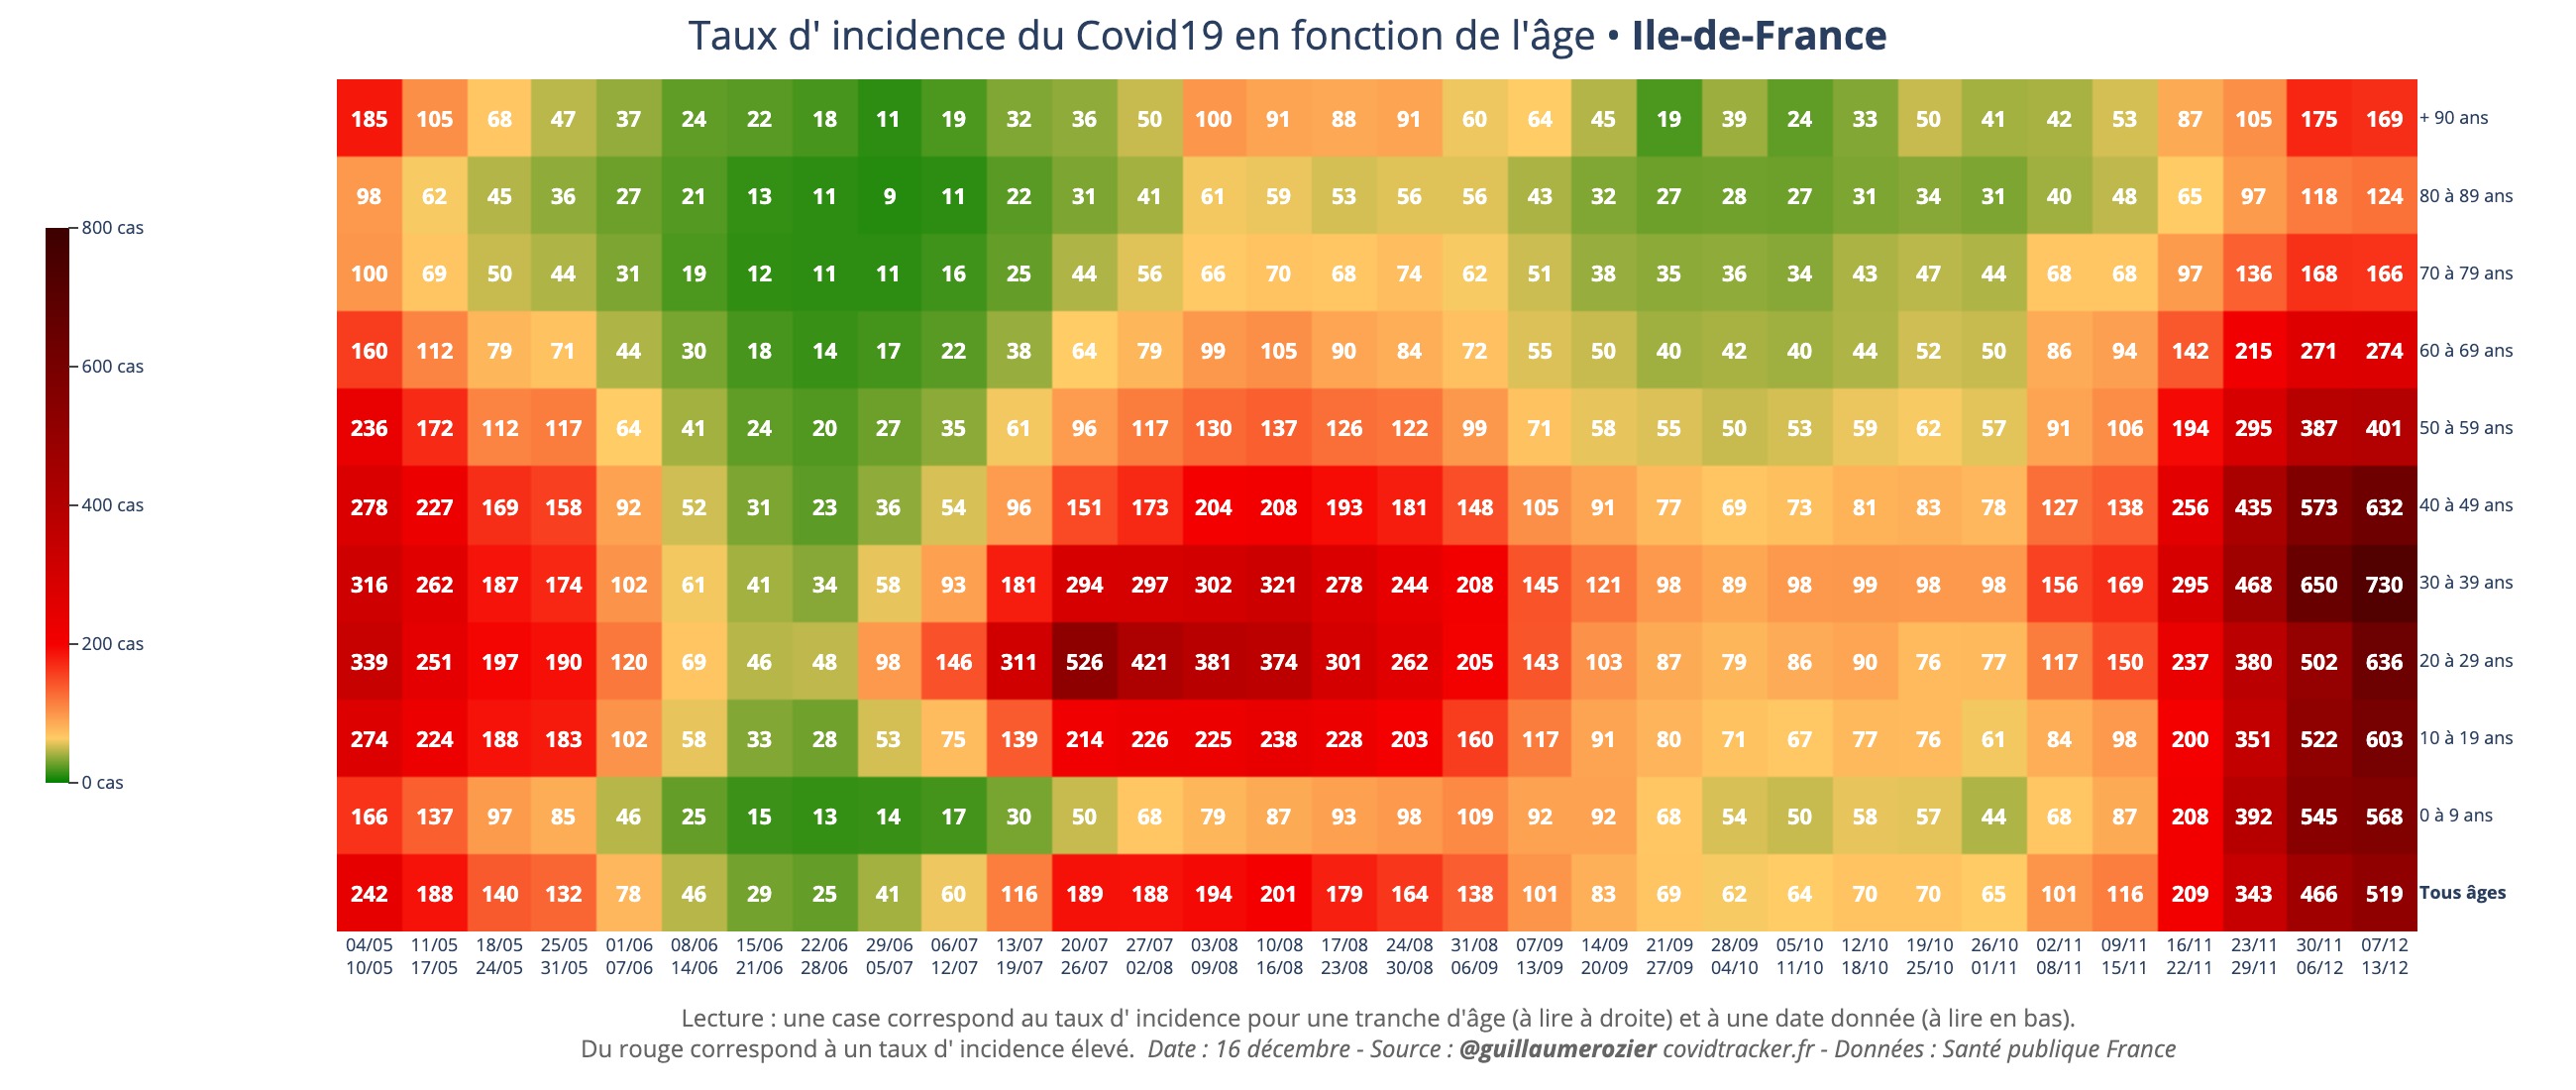 Taux d' incidence du Covid19 en fonction de l'âge • Ile-de-France
185 105 68 47 37 24 22 18 11 19 32 36 50 100 91 88 91 60 64 45 19 39 24 33 50 41 42 53 87 105 175 169 + 90 ans
98 62 45 36 27 21 13 11 9 11 22 31 41 61 59 53 56 56 43 32 27 28 27 31 34 31 40 48 65 97 118 124 80 à 89 ans
800 cas
100 69 50 44 31 19 12 11 11 16 25 44 56 66 70 68 74 62 51 38 35 36 34 43 47 44 68 68 97 136 168 166 70 à 79 ans
160 112 79 71 44 30 18 14 17 22 38 64 79 99 105 90 84 72 55 50 40 42 40 44 52 50 86 94 142 215 271 274 60 à 69 ans
600 cas
236 172 112 117 64 41 24 20 27 35 61 96 117 130 137 126 122 99 71 58 55 50 53 59 62 57 91 106 194 295 387 401 50 à 59 ans
400 cas
278 227 169 158 92 52 31 23 36 54 96 151 173 204 208 193 181 148 105 91 77 69 73 81 83 78 127 138 256 435 573 632 40 à 49 ans
316 262 187 174 102 61 41 34 58 93 181 294 297 302 321 278 244 208 145 121 98 89 98 99 98 98 156 169 295 468 650 730 30 à 39 ans
200 cas
339 251 197 190 120 69 46 48 98 146 311 526 421 381 374 301 262 205 143 103 87 79 86 90 76 77 117 150 237 380 502 636 20 à 29 ans
274 224 188 183 102 58 33 28 53 75 139 214 226 225 238 228 203 160 117 91 80 71 67 77 76 61 84 98 200 351 522 603 10 à 19 ans
0 cas
166 137 97 85 46 25 15 13 14 17 30 50 68 79 87 93 98 109 92 92 68 54 50 58 57 44 68 87 208 392 545 568 0 à 9 ans
242 188 140 132 78 46 29 25 41 60 116 189 188 194 201 179 164 138 101 83 69 62 64 70 70 65 101 116 209 343 466 519 Tous âges
04/05 11/05 18/05 25/05 01/06 08/06 15/06 22/06 29/06 06/07 13/07 20/07 27/07 03/08 10/08 17/08 24/08 31/08 07/09 14/09 21/09 28/09 05/10 12/10 19/10 26/10 02/11 09/11 16/11 23/11 30/11 07/12
10/05 17/05 24/05 31/05 07/06 14/06 21/06 28/06 05/07 12/07 19/07 26/07 02/08 09/08 16/08 23/08 30/08 06/09 13/09 20/09 27/09 04/10 11/10 18/10 25/10 01/11 08/11 15/11 22/11 29/11 06/12 13/12
Lecture : une case correspond au taux d' incidence pour une tranche d'âge (à lire à droite) et à une date donnée (à lire en bas).
Du rouge correspond à un taux d' incidence élevé. Date : 16 décembre - Source : @guillaumerozier covidtracker.fr - Données : Santé publique France